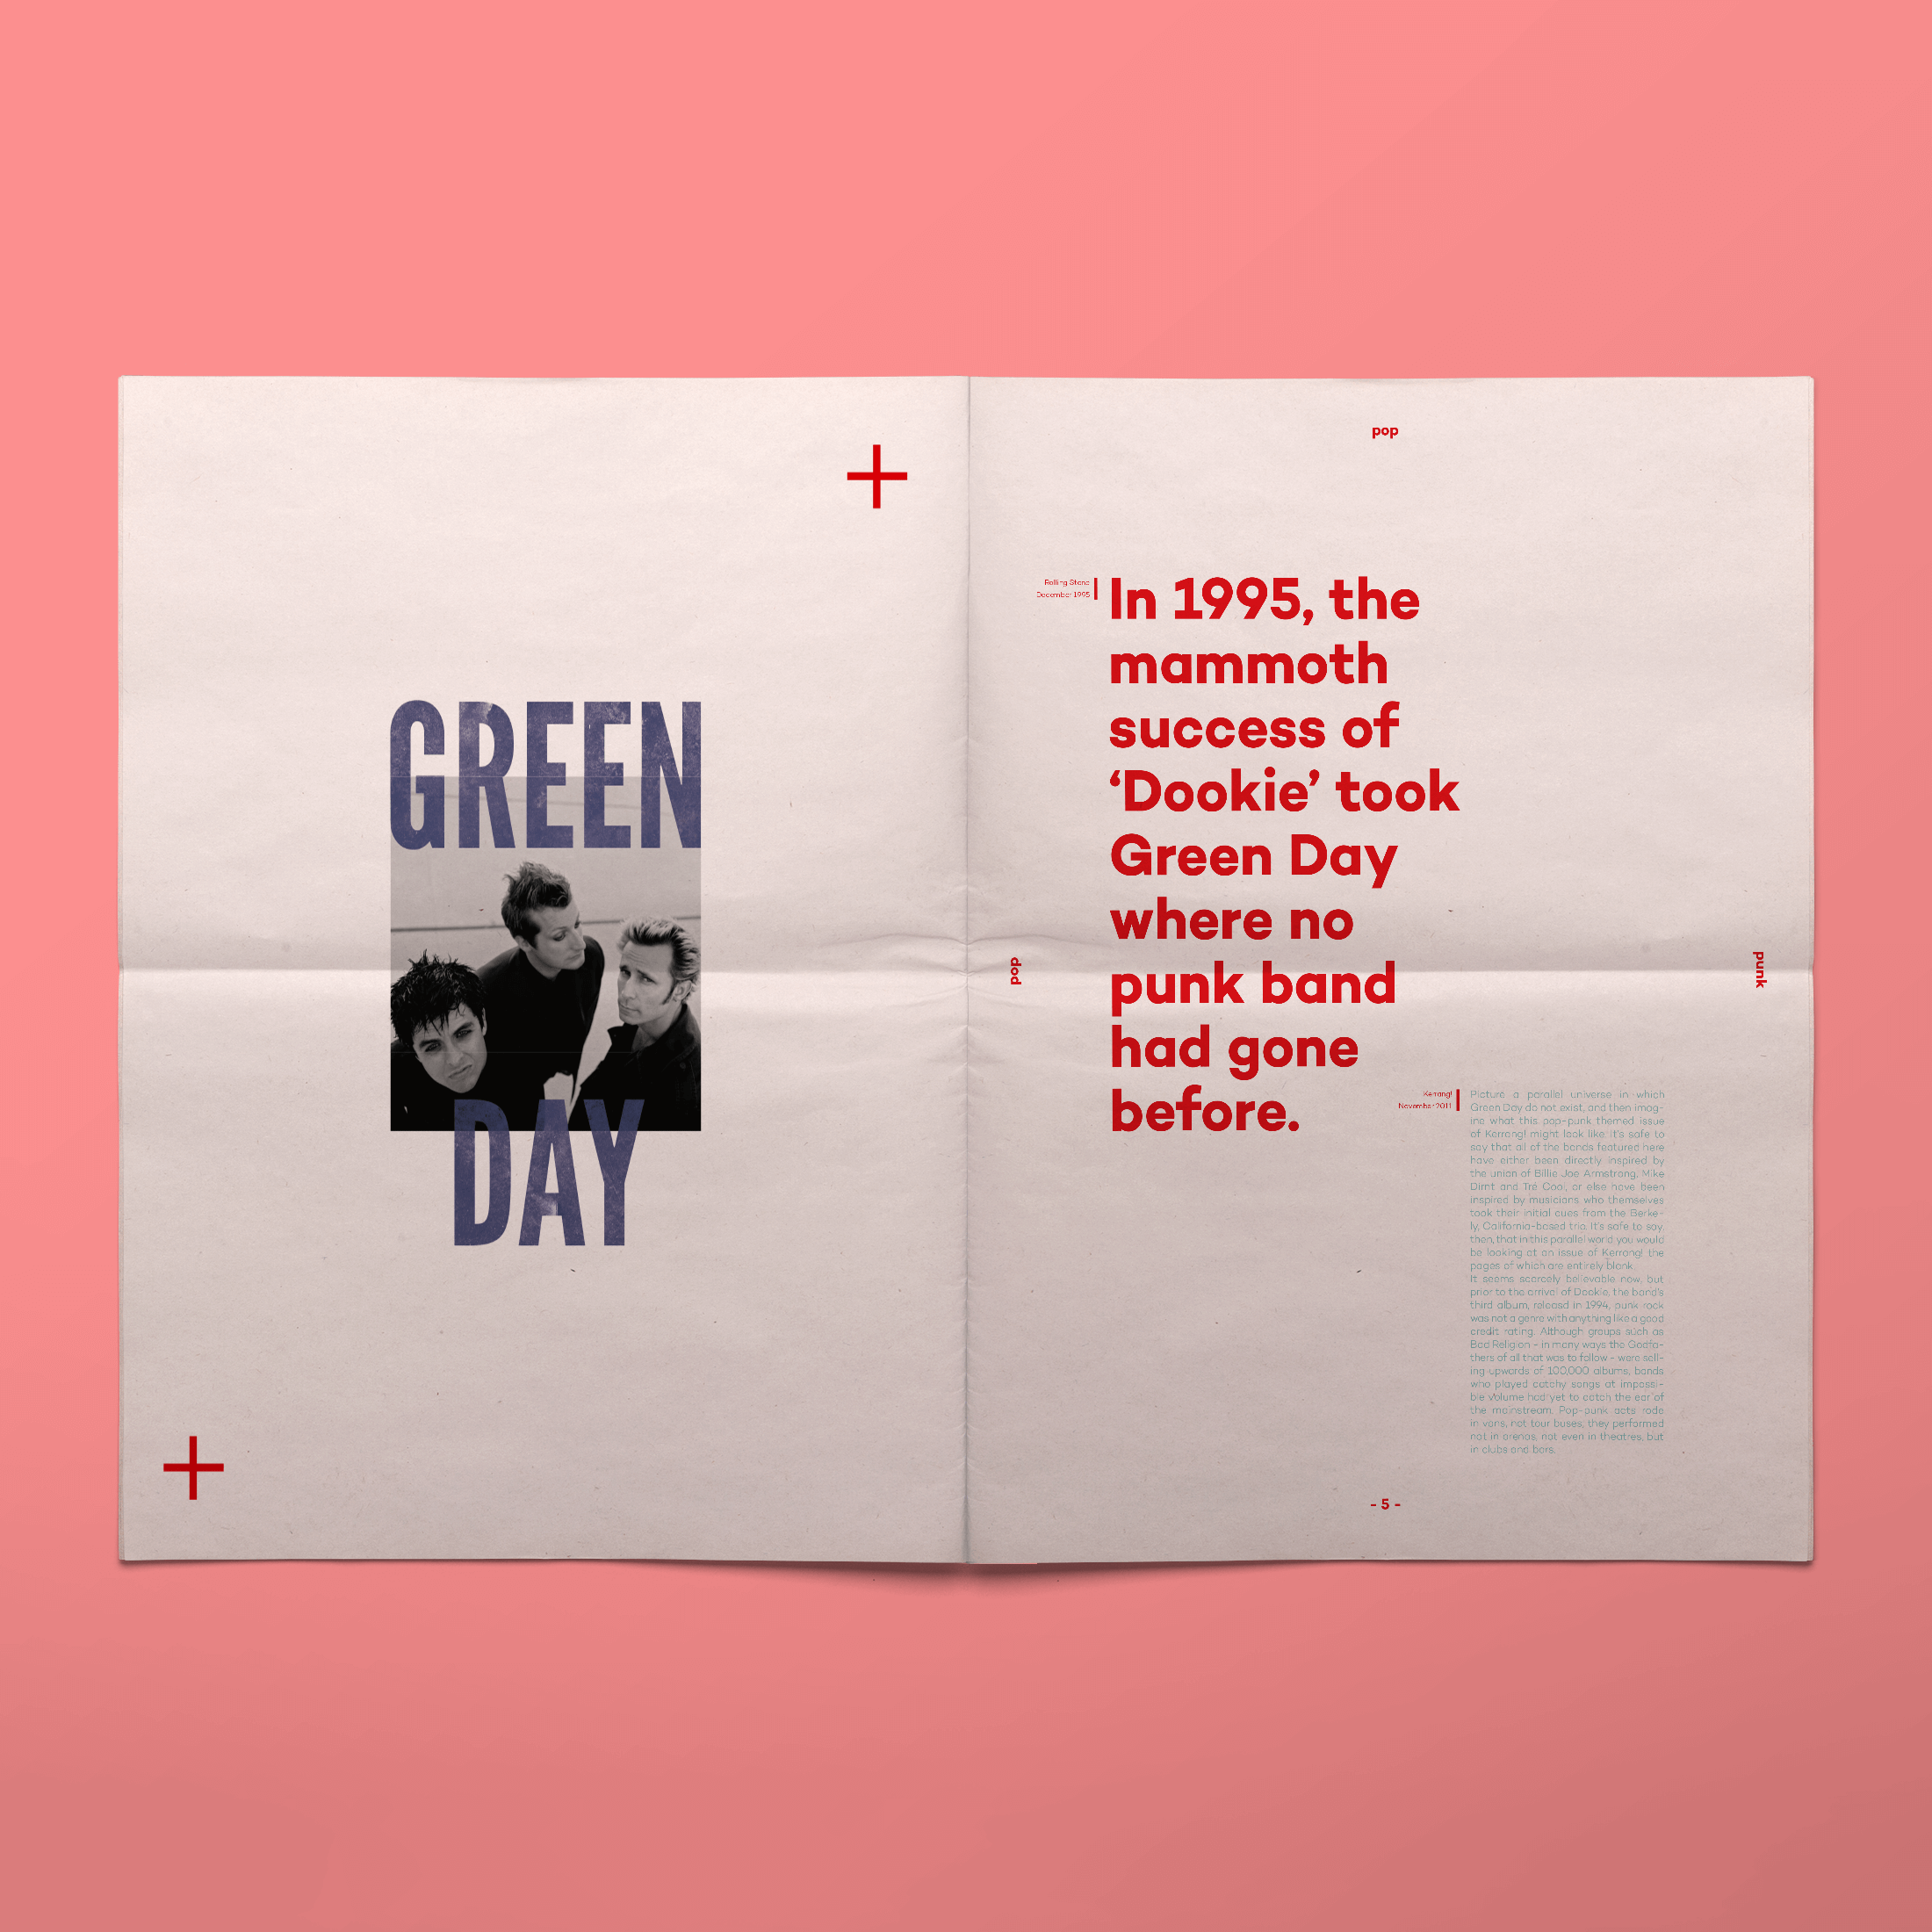 GREEN
DAY
pop
Rolling Stone
December 1995
In 1995, the
mammoth
success of
‘Dookie’ took
Green Day
where no
punk band
had gone
before.
pop
punk
Kerrang!
November 2011
Picture a parallel universe in which
Green Day do not exist, and then imag-
ine what this pop-punk themed issue
of Kerrang! might look like. It's safe to
say that all of the bands featured here
have either been directly inspired by
the union of Billie Joe Armstrong, Mike
Dirnt and Tré Cool, or else have been
inspired by musicians who themselves
took their initial cues from the Berke-
ly, California-based trio. It's safe to say,
then, that in this parallel world you would
be looking at an issue of Kerrang! the
pages of which are entirely blank.
It seems scarcely believable now, but
prior to the arrival of Dookie, the band's
third album, released in 1994, punk rock
was not a genre with anything like a good
credit rating. Although groups such as
Bad Religion - in many ways the Godfa-
thers of all that was to follow - were sell-
ing upwards of 100,000 albums, bands
who played catchy songs at impossi-
ble volume had yet to catch the ear of
the mainstream. Pop-punk acts rode
in vans, not tour buses; they performed
not in arenas, not even in theatres, but
in clubs and bars.
- 5 -